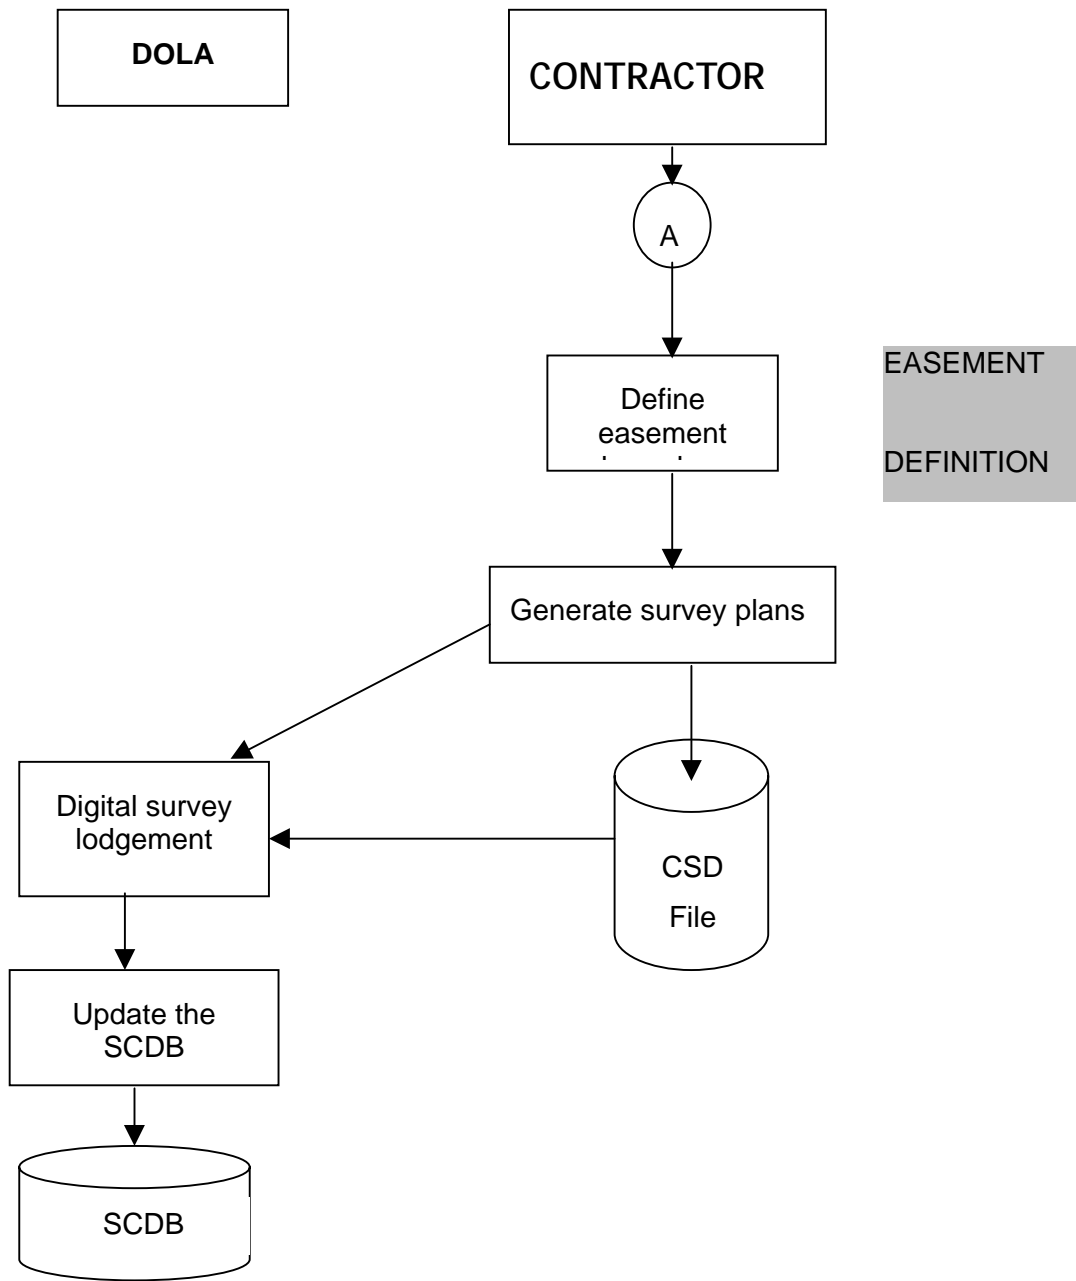 DOLA
CONTRACTOR
A
Define
easement
EASEMENT
DEFINITION
Generate survey plans
Digital survey
lodgement
CSD
File
Update the
SCDB
SCDB